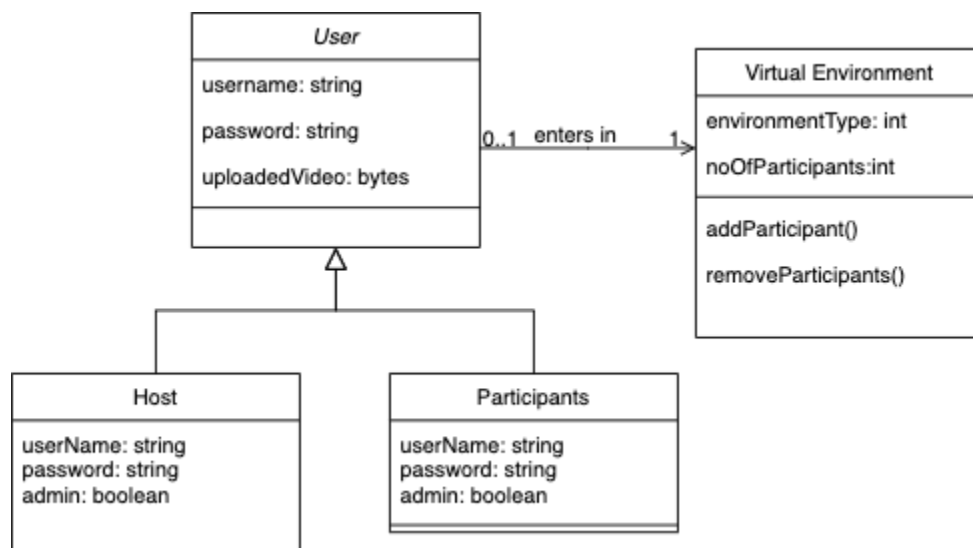 User
username: string
password: string
uploadedVideo: bytes
0..1 enters in 1
Virtual Environment
environmentType: int
noOfParticipants:int
addParticipant()
removeParticipants()
Host
userName: string
password: string
admin: boolean
Participants
userName: string
password: string
admin: boolean